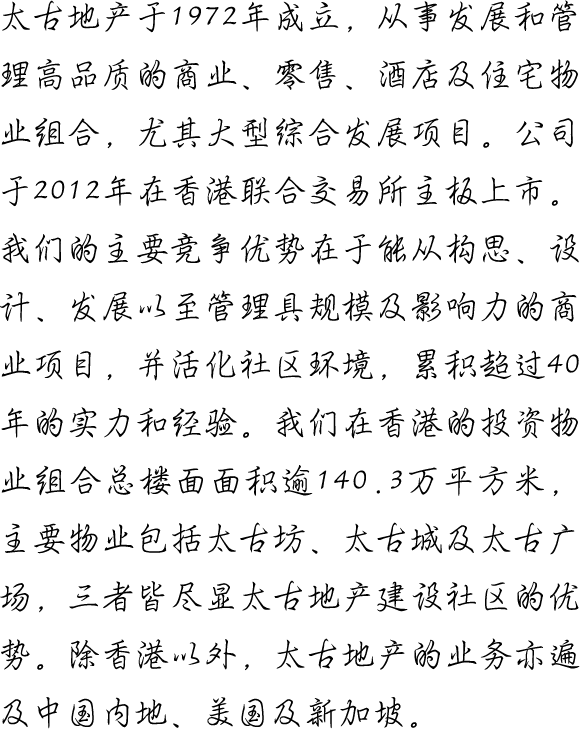 太古地产于1972年成立，从事发展和管
理高品质的商业、零售、酒店及住宅物
业组合，尤其大型综合发展项目。公司
于2012年在香港联合交易所主板上市。
我们的主要竞争优势在于能从构思、设
计、发展以至管理具规模及影响力的商
业项目，并活化社区环境，累积超过40
年的实力和经验。我们在香港的投资物
业组合总楼面面积逾140.3万平方米，
主要物业包括太古坊、太古城及太古广
场，三者皆尽显太古地产建设社区的优
势。除香港以外，太古地产的业务亦遍
及中国内地、美国及新加坡。